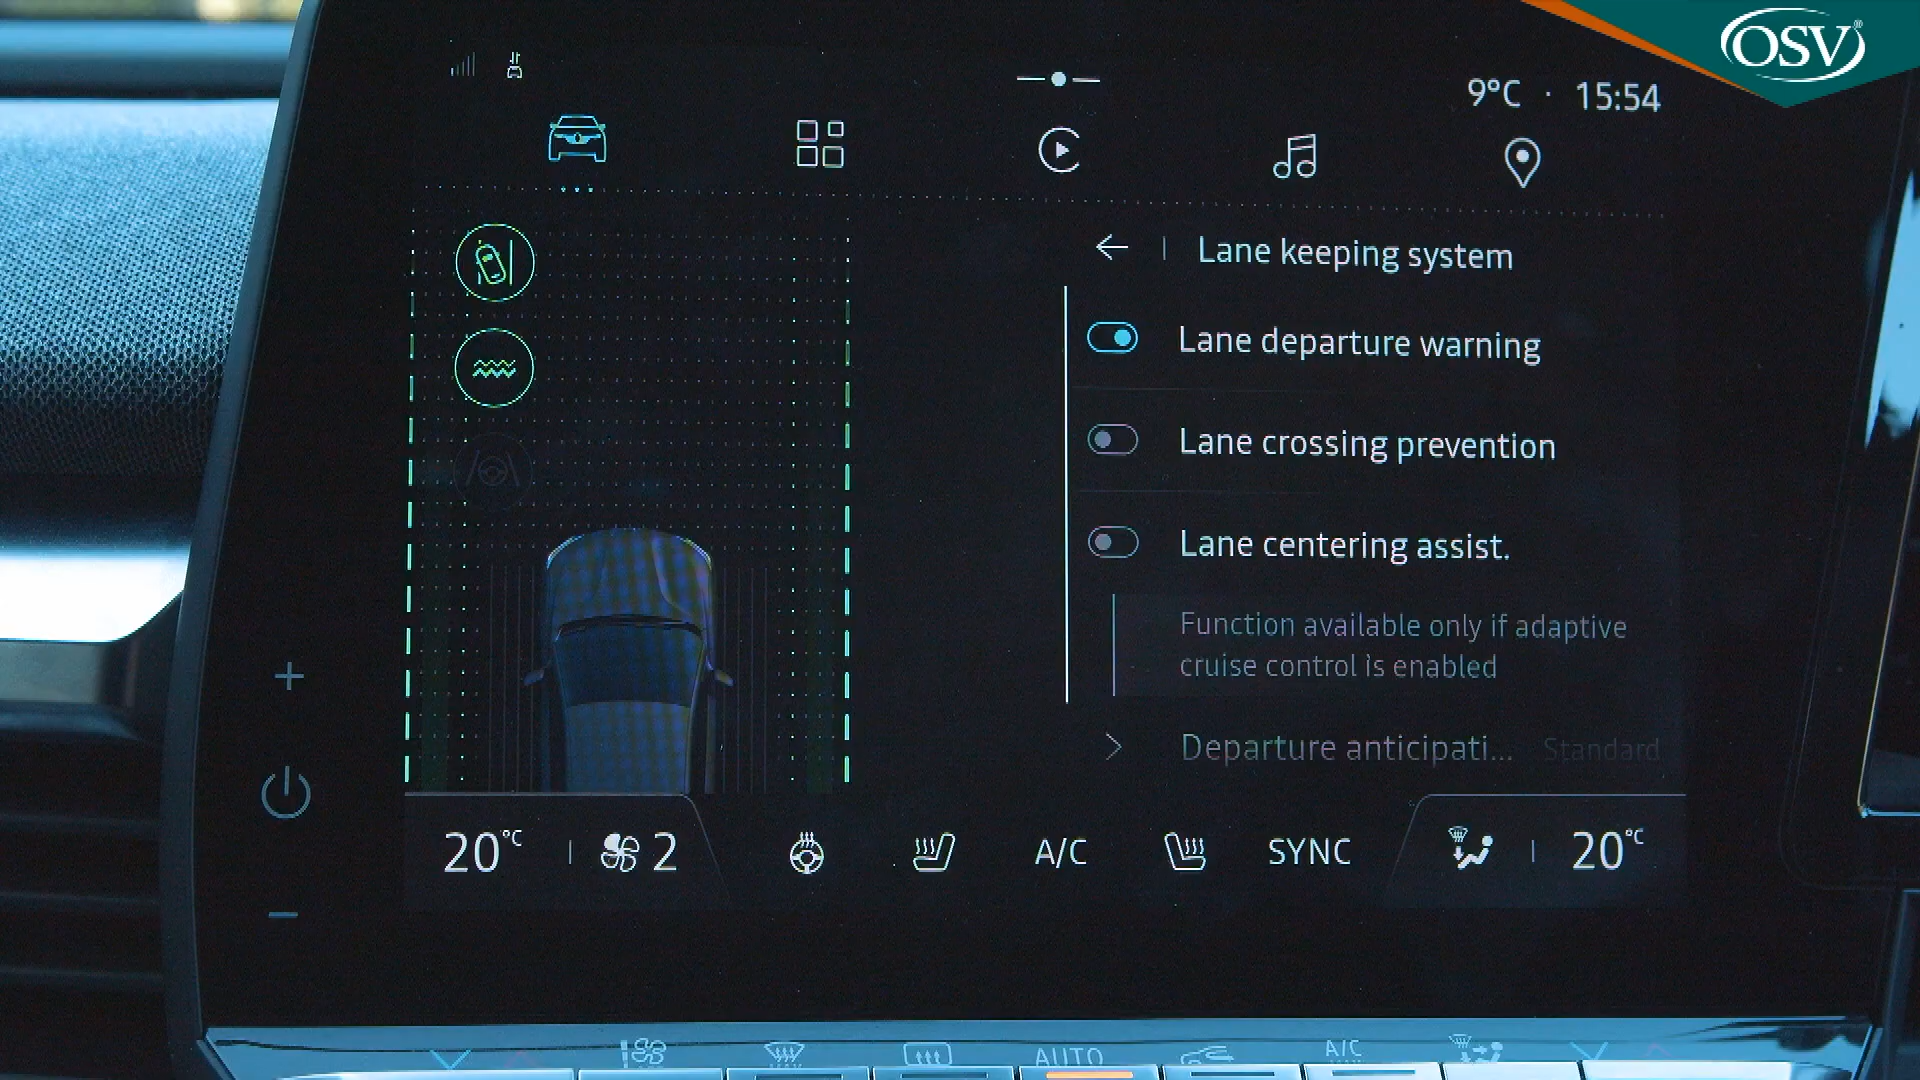 OSV®
9°C · 15:54
Lane keeping system
Lane departure warning
Lane crossing prevention
Lane centering assist.
Function available only if adaptive
cruise control is enabled
Departure anticipati... Standard
20°C 2 A/C SYNC 20°C
AUTO A/C